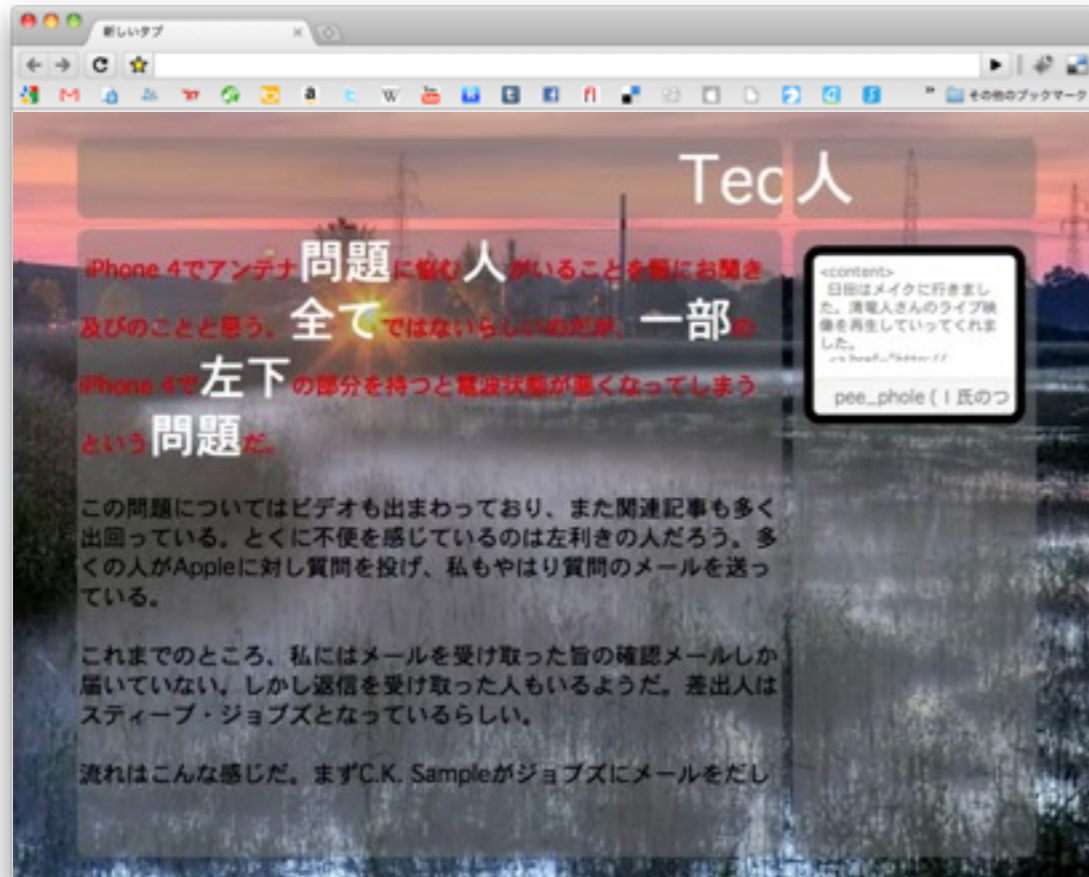 新しいタブ
その他のブックマーク
Tec 人
iPhone 4でアンテナ問題に悩む人がいることを既にお聞き
及びのことと思う。全てではないらしいのだが、一部の
iPhone 4で左下の部分を持つと電波状態が悪くなってしまう
という問題だ。
この問題についてはビデオも出まわっており、また関連記事も多く
出回っている。とくに不便を感じているのは左利きの人だろう。多
くの人がAppleに対し質問を投げ、私もやはり質問のメールを送っ
ている。
これまでのところ、私にはメールを受け取った旨の確認メールしか
届いていない。しかし返信を受け取った人もいるようだ。差出人は
スティーブ・ジョブズとなっているらしい。
流れはこんな感じだ。まずC.K. Sampleがジョブズにメールをだし
<content>
日田はメイクに行きまし
た。清竜人さんのライブ映
像を再生していってくれま
した。
pee_phole ( I 氏のつ